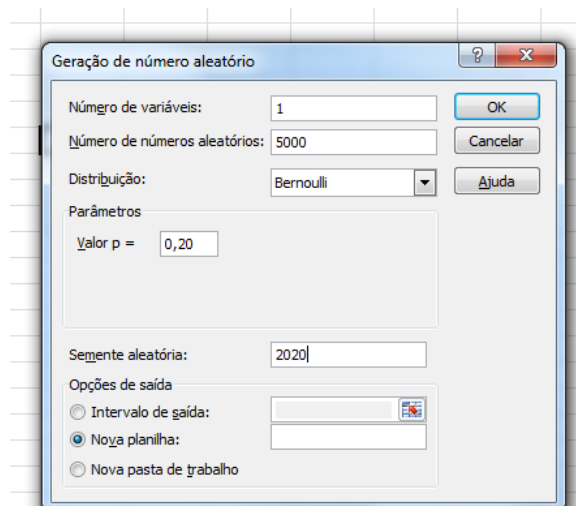 Geração de número aleatório
Número de variáveis: 1 OK
Número de números aleatórios: 5000 Cancelar
Distribuição: Bernoulli Ajuda
Parâmetros
Valor p = 0,20
Semente aleatória: 2020
Opções de saída
Intervalo de saída:
Nova planilha:
Nova pasta de trabalho